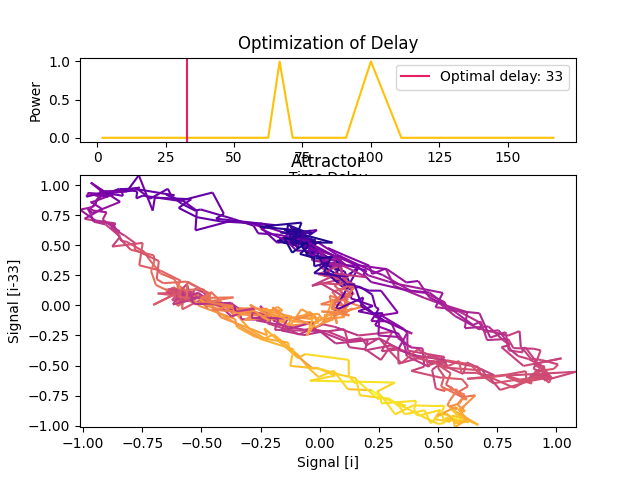 Optimization of Delay
Power
1.0
0.5
0.0
Optimal delay: 33
0 25 50 75 100 125 150
Time Delay
Attractor
Signal [i-33]
1.00
0.75
0.50
0.25
0.00
−0.25
−0.50
−0.75
−1.00
−1.00 −0.75 −0.50 −0.25 0.00 0.25 0.50 0.75 1.00
Signal [i]